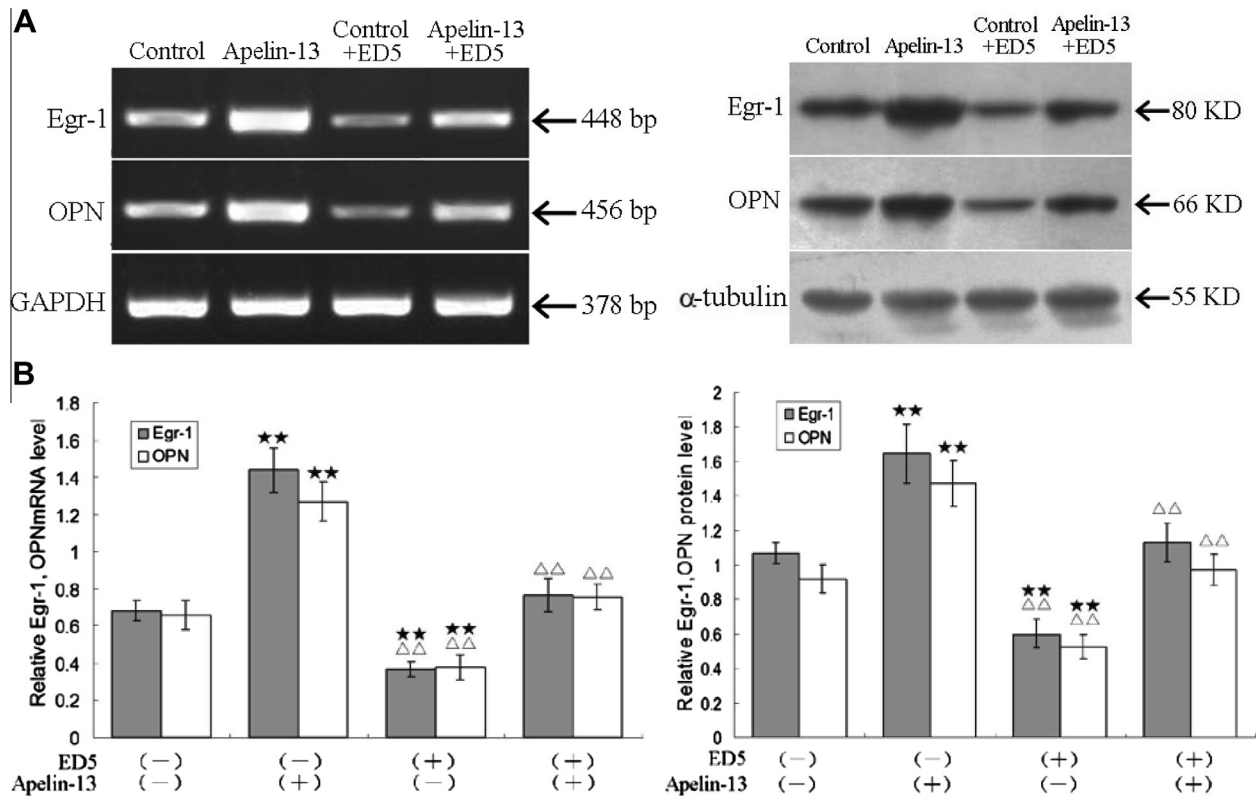 A
Control Apelin-13 Control +ED5 Apelin-13 +ED5
Egr-1 448 bp
OPN 456 bp
GAPDH 378 bp
Control Apelin-13 Control +ED5 Apelin-13 +ED5
Egr-1 80 KD
OPN 66 KD
α-tubulin 55 KD
B
Relative Egr-1, OPNmRNA level
1.8
1.6
1.4
1.2
1
0.8
0.6
0.4
0.2
0
Egr-1
OPN
★★
★★
★★
△△
★★
△△
△△
△△
ED5 (−) (−) (+) (+)
Apelin-13 (−) (+) (−) (+)
Relative Egr-1,OPN protein level
2
1.8
1.6
1.4
1.2
1
0.8
0.6
0.4
0.2
0
Egr-1
OPN
★★
★★
★★
△△
★★
△△
△△
△△
ED5 (−) (−) (+) (+)
Apelin-13 (−) (+) (−) (+)